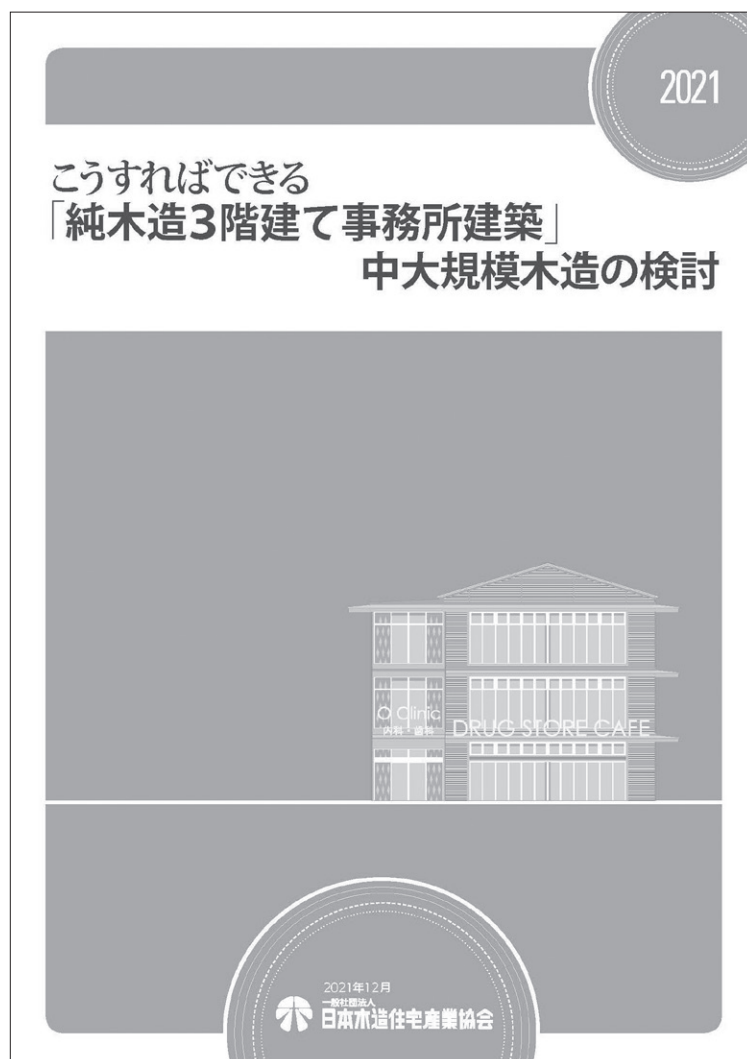 2021
こうすればできる
「純木造3階建て事務所建築」
中大規模木造の検討
O Clinic
内科・歯科
DRUG STORE CAFE
2021年12月
一般社団法人
日本木造住宅産業協会